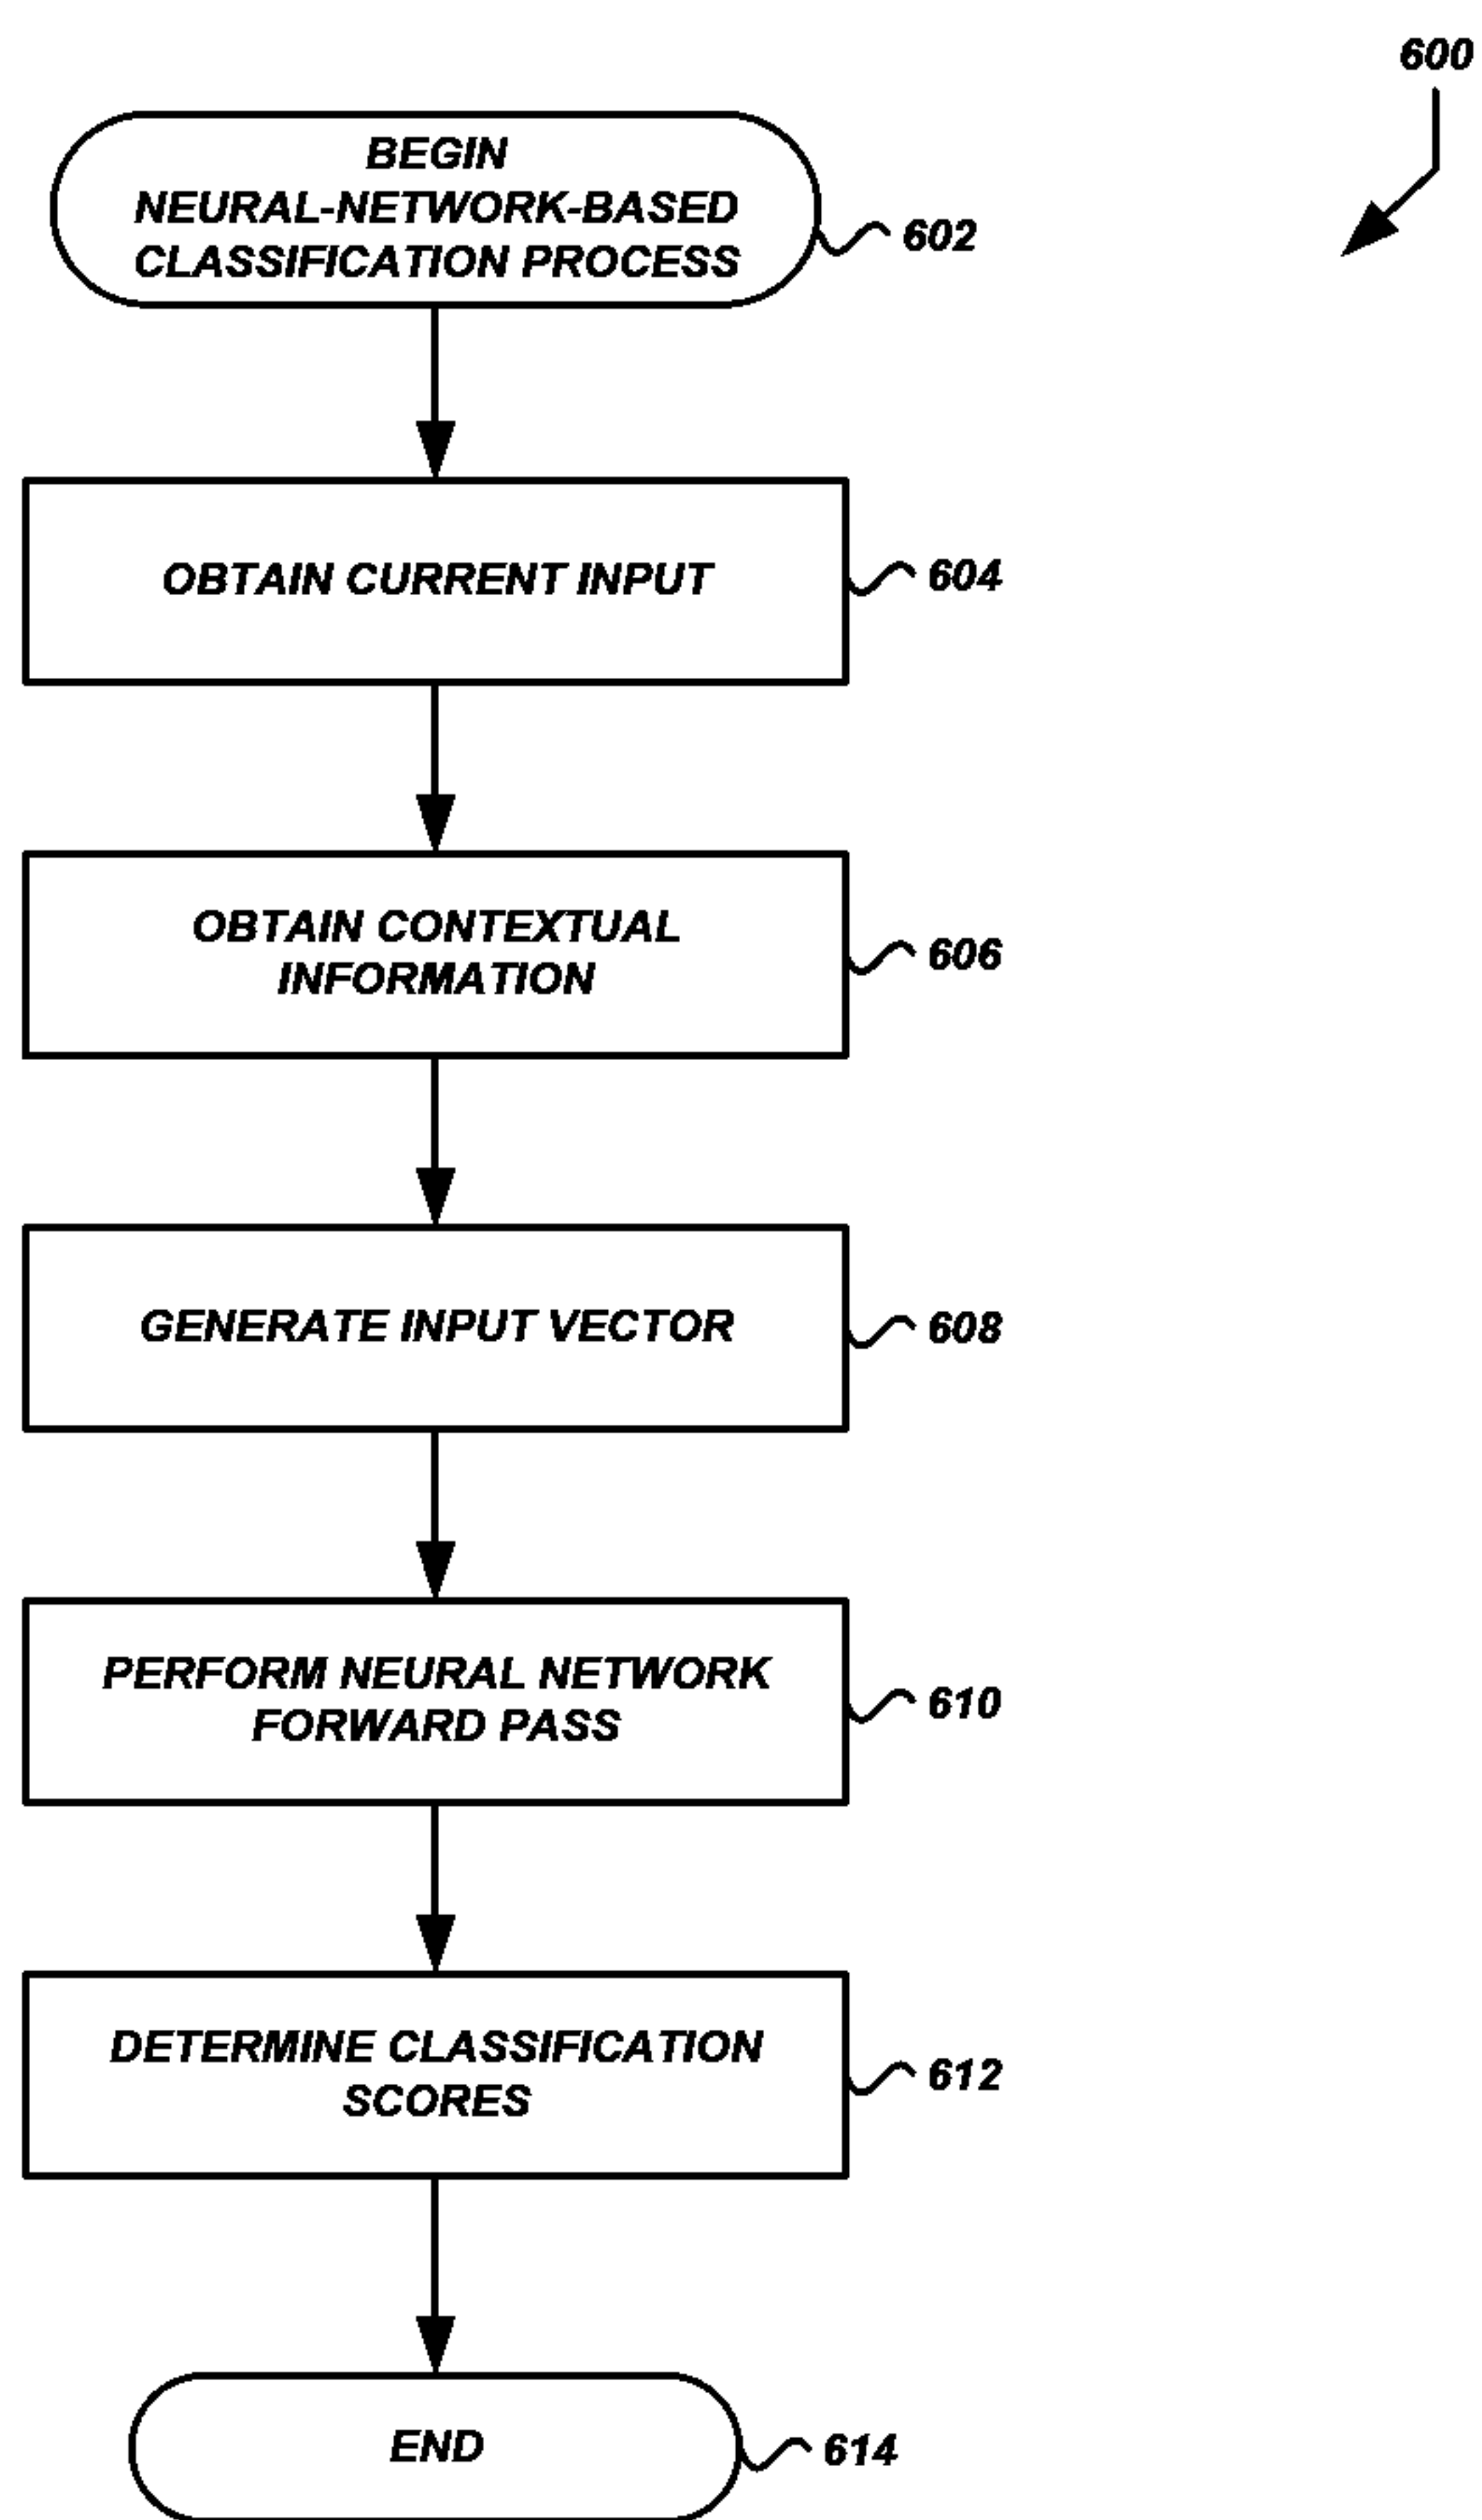 600
BEGIN
NEURAL-NETWORK-BASED
CLASSIFICATION PROCESS
602
OBTAIN CURRENT INPUT
604
OBTAIN CONTEXTUAL
INFORMATION
606
GENERATE INPUT VECTOR
608
PERFORM NEURAL NETWORK
FORWARD PASS
610
DETERMINE CLASSIFICATION
SCORES
612
END
614